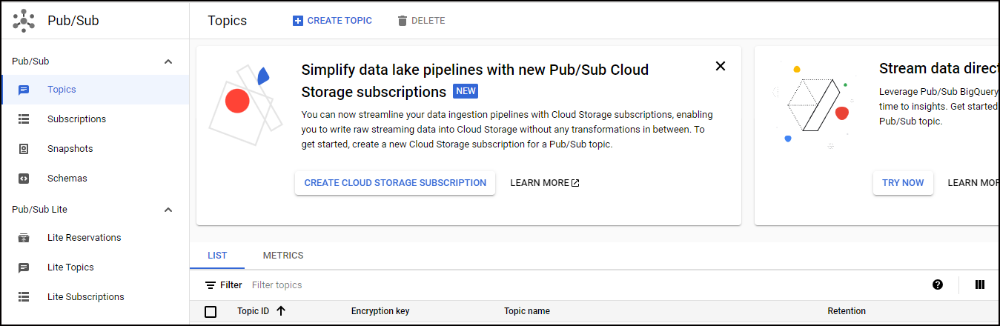 Pub/Sub
Topics
CREATE TOPIC
DELETE
Pub/Sub
Topics
Subscriptions
Snapshots
Schemas
Pub/Sub Lite
Lite Reservations
Lite Topics
Lite Subscriptions
Simplify data lake pipelines with new Pub/Sub Cloud
Storage subscriptions NEW
You can now streamline your data ingestion pipelines with Cloud Storage subscriptions, enabling
you to write raw streaming data into Cloud Storage without any transformations in between. To
get started, create a new Cloud Storage subscription for a Pub/Sub topic.
CREATE CLOUD STORAGE SUBSCRIPTION
LEARN MORE
Stream data direct
Leverage Pub/Sub BigQuery
time to insights. Get started
Pub/Sub topic.
TRY NOW
LEARN MOR
LIST
METRICS
Filter
Filter topics
Topic ID
Encryption key
Topic name
Retention